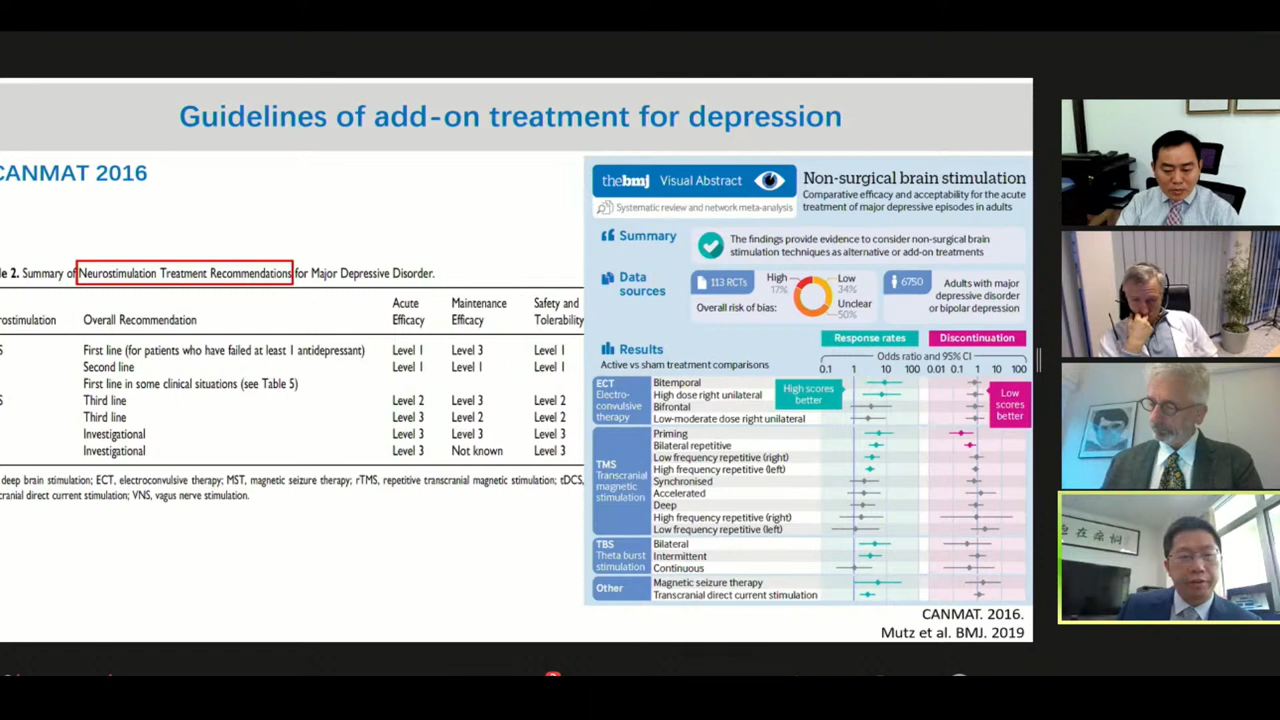 Guidelines of add-on treatment for depression
CANMAT 2016
le 2. Summary of Neurostimulation Treatment Recommendations for Major Depressive Disorder.
rostimulation
Overall Recommendation
Acute Efficacy
Maintenance Efficacy
Safety and Tolerability
S First line (for patients who have failed at least 1 antidepressant) Level 1 Level 3 Level 1
Second line Level 1 Level 1 Level 1
First line in some clinical situations (see Table 5)
S Third line Level 2 Level 3 Level 2
Third line Level 3 Level 2 Level 2
Investigational Level 3 Level 3 Level 3
Investigational Level 3 Not known Level 3
deep brain stimulation; ECT, electroconvulsive therapy; MST, magnetic seizure therapy; rTMS, repetitive transcranial magnetic stimulation; tDCS,
cranial direct current stimulation; VNS, vagus nerve stimulation.
thebmj Visual Abstract
Systematic review and network meta-analysis
Non-surgical brain stimulation
Comparative efficacy and acceptability for the acute
treatment of major depressive episodes in adults
Summary
The findings provide evidence to consider non-surgical brain
stimulation techniques as alternative or add-on treatments
Data
sources
113 RCTs
Overall risk of bias:
High
17%
Low
34%
Unclear
50%
6750
Adults with major
depressive disorder
or bipolar depression
Results
Active vs sham treatment comparisons
Response rates
Discontinuation
Odds ratio and 95% CI
0.1 1 10 100 0.01 0.1 1 10 100
High scores
better
Low
scores
better
ECT
Electro-
convulsive
therapy
Bitemporal
High dose right unilateral
Bifrontal
Low-moderate dose right unilateral
TMS
Transcranial
magnetic
stimulation
Priming
Bilateral repetitive
Low frequency repetitive (right)
High frequency repetitive (left)
Synchronised
Accelerated
Deep
High frequency repetitive (right)
Low frequency repetitive (left)
TBS
Theta burst
stimulation
Bilateral
Intermittent
Continuous
Other
Magnetic seizure therapy
Transcranial direct current stimulation
CANMAT. 2016.
Mutz et al. BMJ. 2019